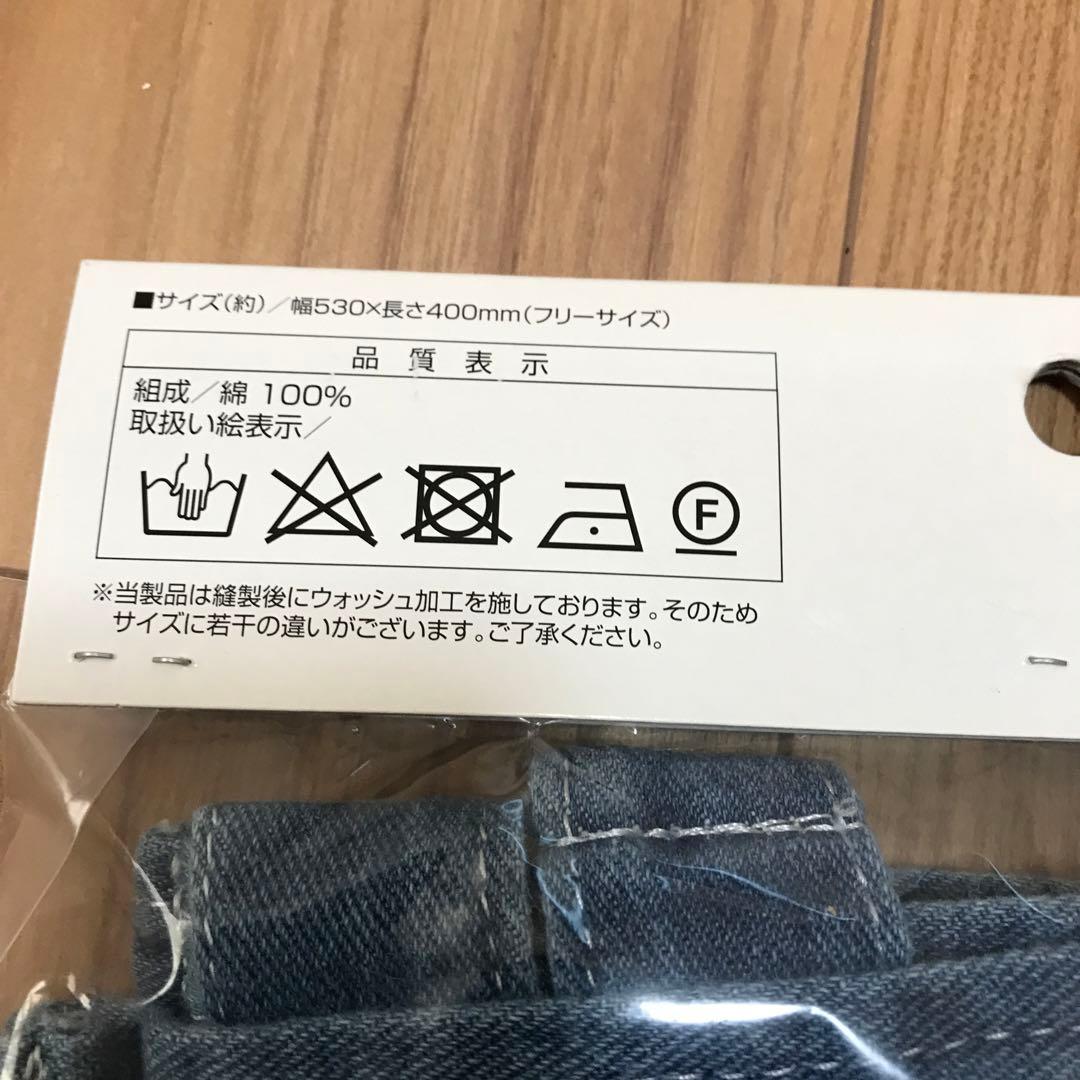 ■サイズ(約)／幅530×長さ400mm(フリーサイズ)
品質表示
組成／綿 100%
取扱い絵表示／
F
※当製品は縫製後にウォッシュ加工を施しております。そのため
サイズに若干の違いがございます。ご了承ください。